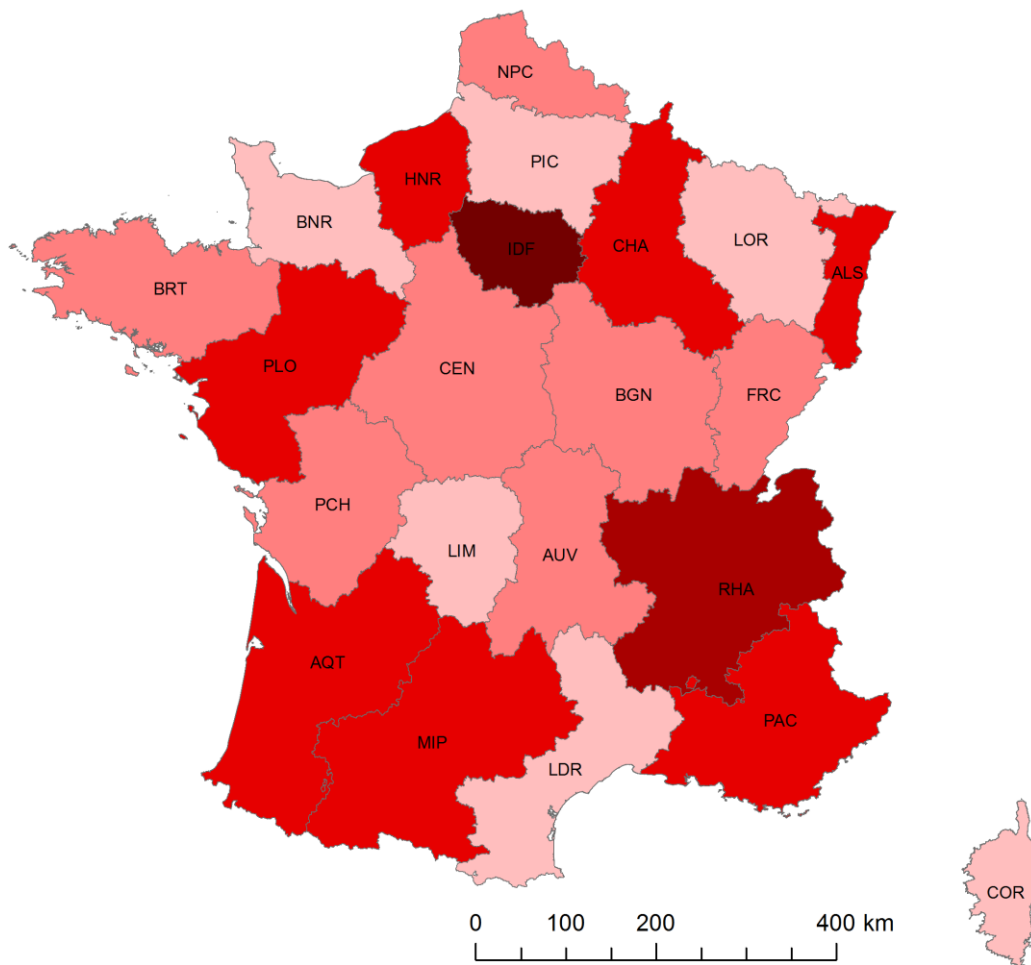 NPC
PIC
HNR
BNR
IDF
CHA
LOR
ALS
BRT
PLO
CEN
BGN
FRC
PCH
LIM
AUV
RHA
AQT
PAC
MIP
LDR
COR
0 100 200 400 km